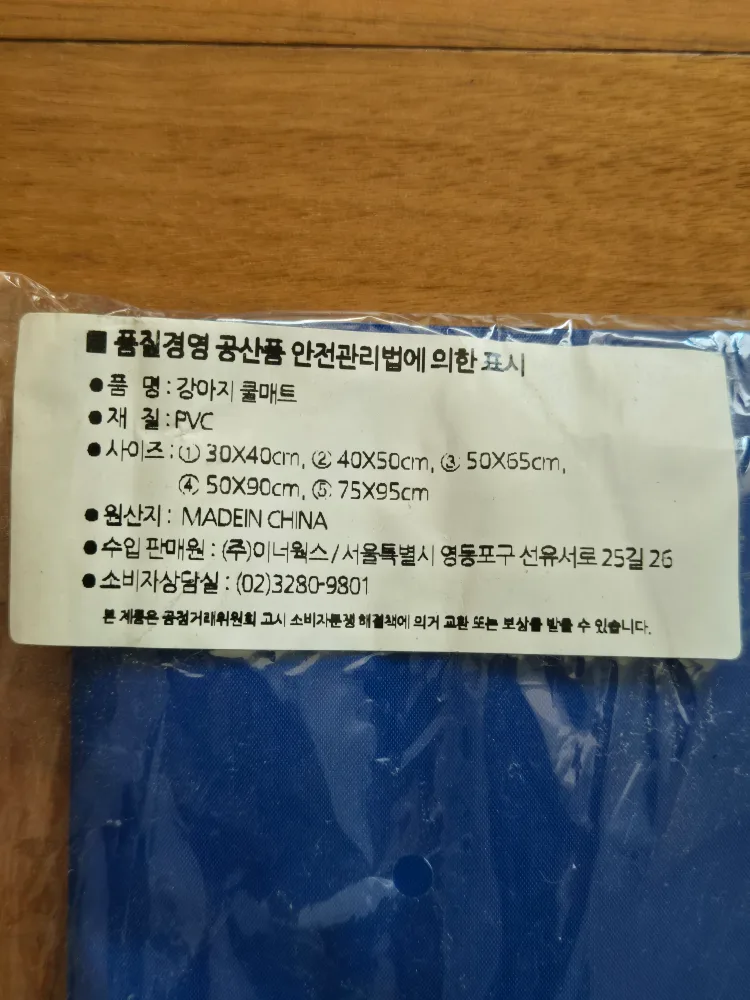 ■ 품질경영 공산품 안전관리법에 의한 표시
● 품 명 : 강아지 쿨매트
● 재 질 : PVC
● 사이즈 : ① 30X40cm, ② 40X50cm, ③ 50X65cm,
④ 50X90cm, ⑤ 75X95cm
● 원산지 : MADEIN CHINA
● 수입 판매원 : (주)이너웍스 / 서울특별시 영등포구 선유서로 25길 26
● 소비자상담실 : (02)3280-9801
본 제품은 공정거래위원회 고시 소비자분쟁 해결책에 의거 교환 또는 보상을 받을 수 있습니다.